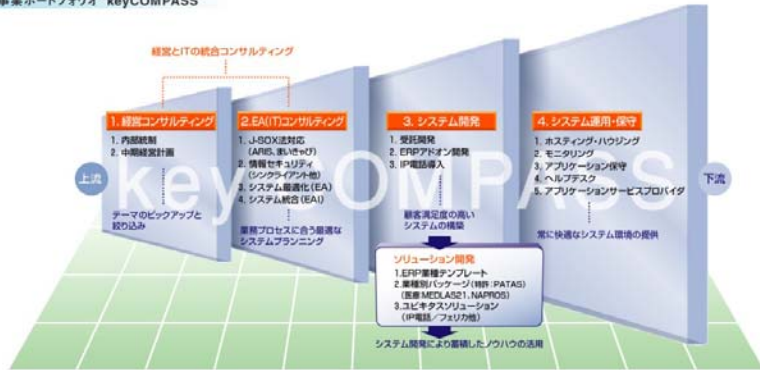 事業ポートフォリオ keyCOMPASS
経営とITの統合コンサルティング
1. 経営コンサルティング
1. 内部統制
2. 中期経営計画
テーマのピックアップと
絞り込み
2.EA(IT)コンサルティング
1. J-SOX法対応
(ARIS、まいきゃび)
2. 情報セキュリティ
(シンクライアント他)
3. システム最適化(EA)
4. システム統合(EAI)
業務プロセスに合う最適な
システムプランニング
3. システム開発
1. 受託開発
2. ERPアドオン開発
3. IP電話導入
顧客満足度の高い
システムの構築
4. システム運用・保守
1. ホスティング・ハウジング
2. モニタリング
3. アプリケーション保守
4. ヘルプデスク
5. アプリケーションサービスプロバイダ
常に快適なシステム環境の提供
上流
key COMPASS
下流
ソリューション開発
1.ERP業種テンプレート
2.業種別パッケージ(特許:PATAS)
(医療:MEDLAS21、NAPROS)
3.ユビキタスソリューション
(IP電話/フェリカ他)
システム開発により蓄積したノウハウの活用